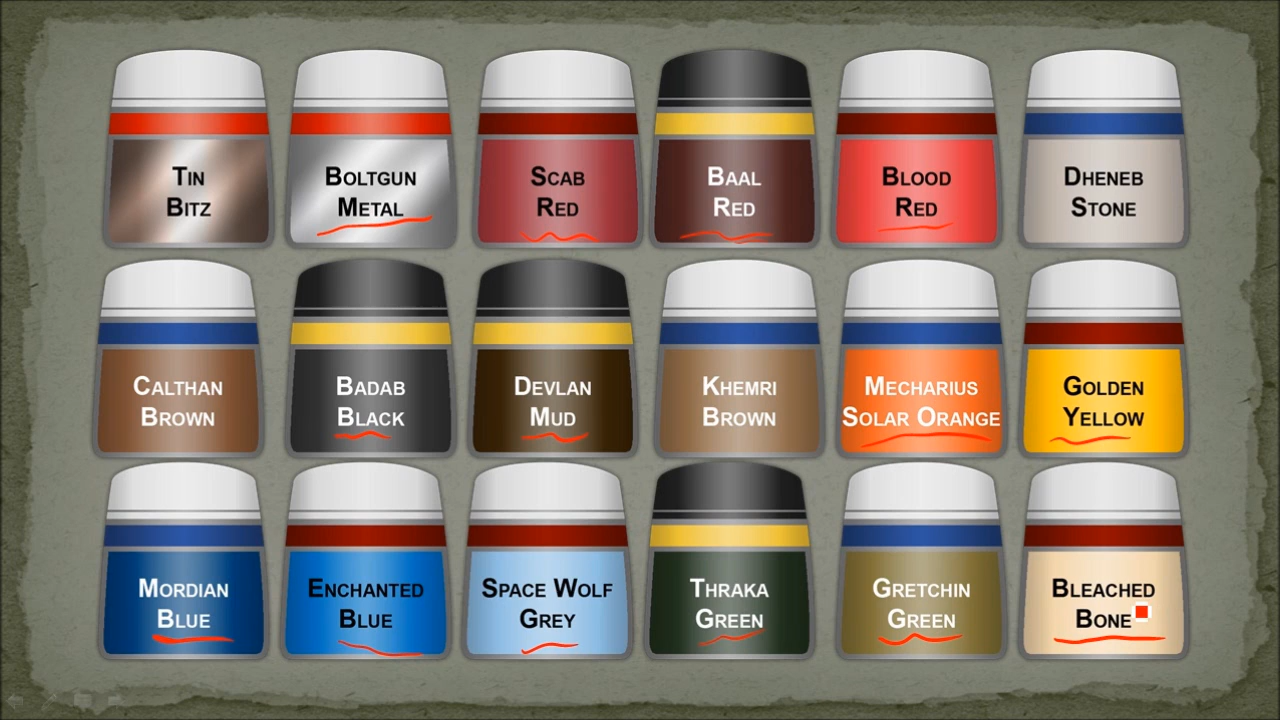 Tin
Bitz
Boltgun
Metal
Scab
Red
Baal
Red
Blood
Red
Dheneb
Stone
Calthan
Brown
Badab
Black
Devlan
Mud
Khemri
Brown
Mecharius
Solar Orange
Golden
Yellow
Mordian
Blue
Enchanted
Blue
Space Wolf
Grey
Thraka
Green
Gretchin
Green
Bleached
Bone